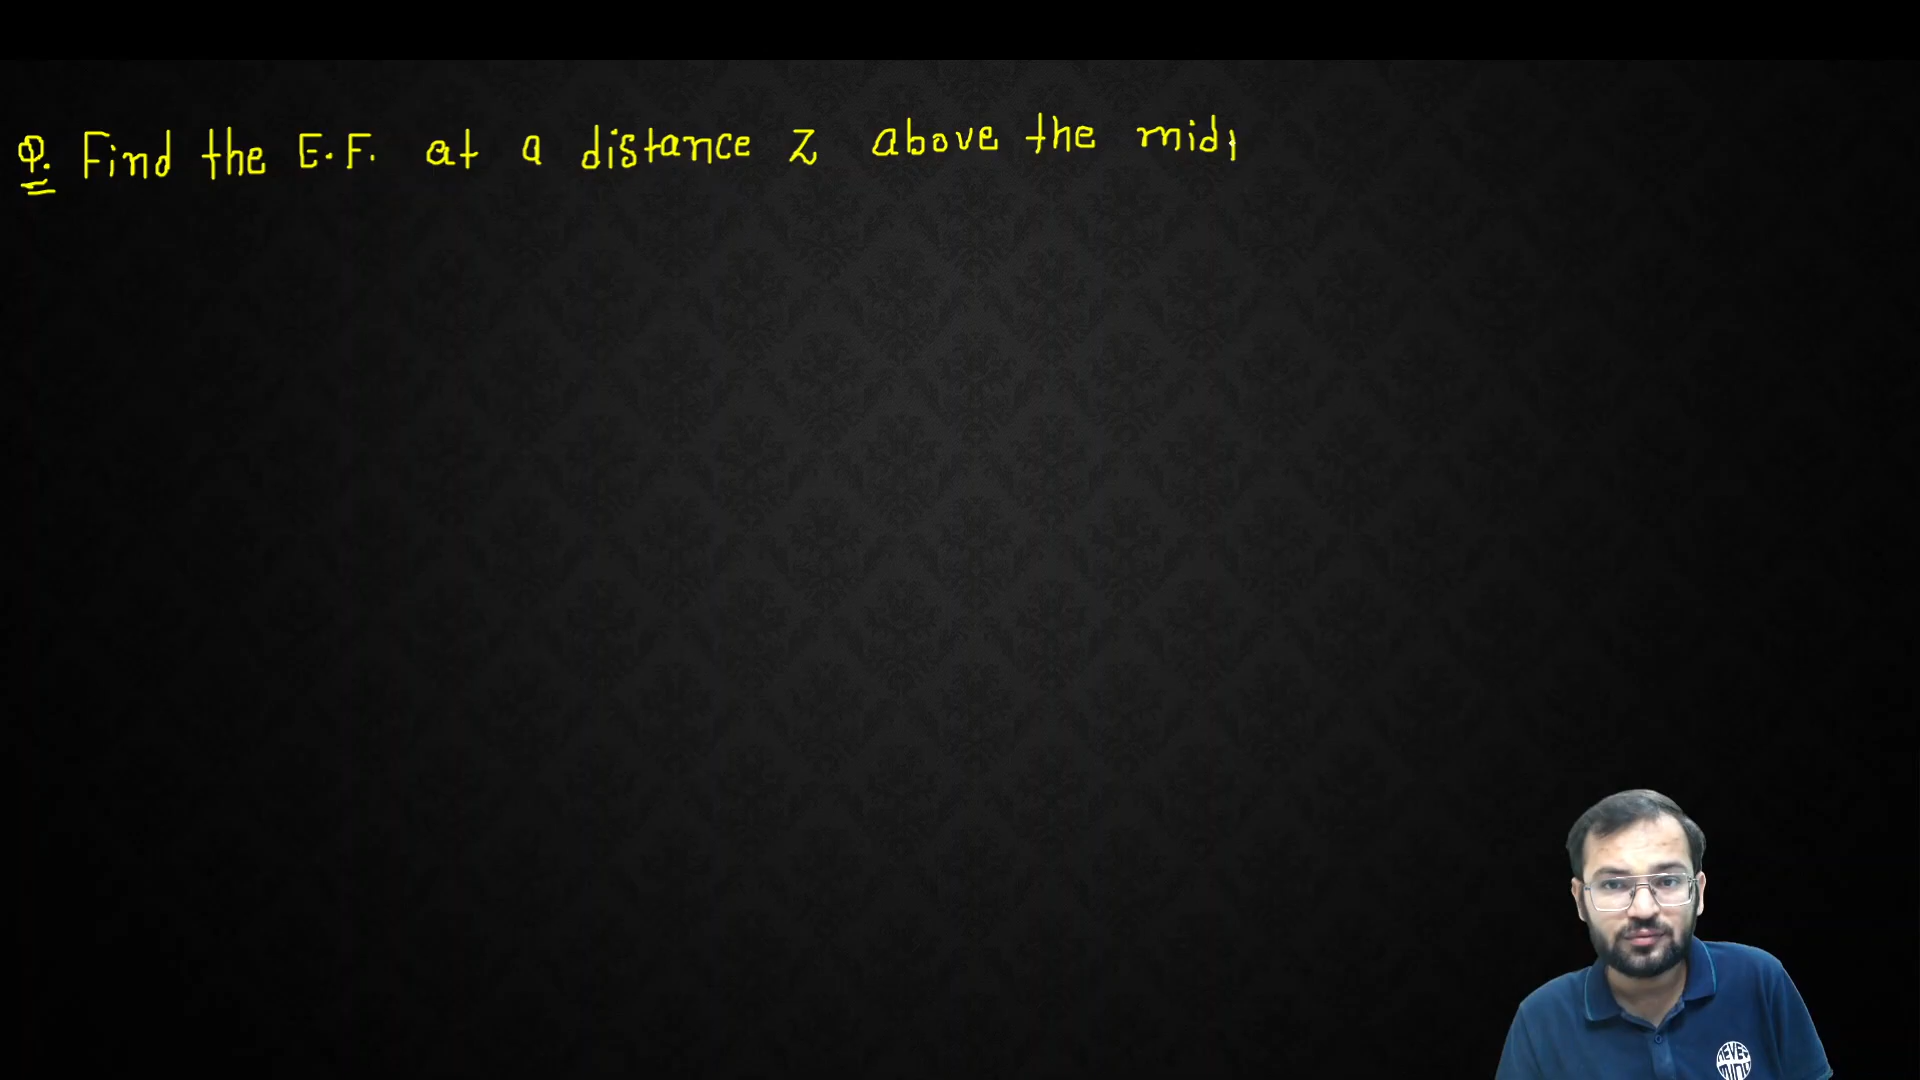 Q. Find the E.F. at a distance z above the mid